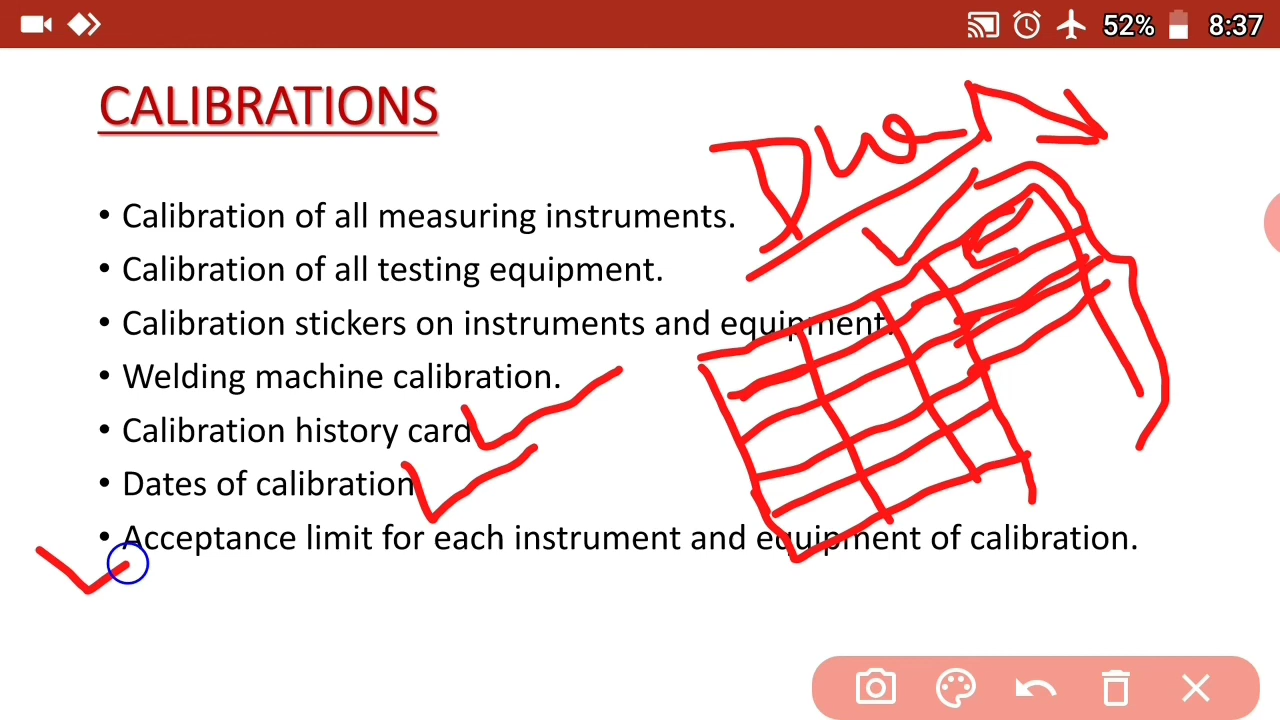 52% 8:37
CALIBRATIONS
Due
• Calibration of all measuring instruments.
• Calibration of all testing equipment.
• Calibration stickers on instruments and equipment.
• Welding machine calibration.
• Calibration history card
• Dates of calibration
• Acceptance limit for each instrument and equipment of calibration.